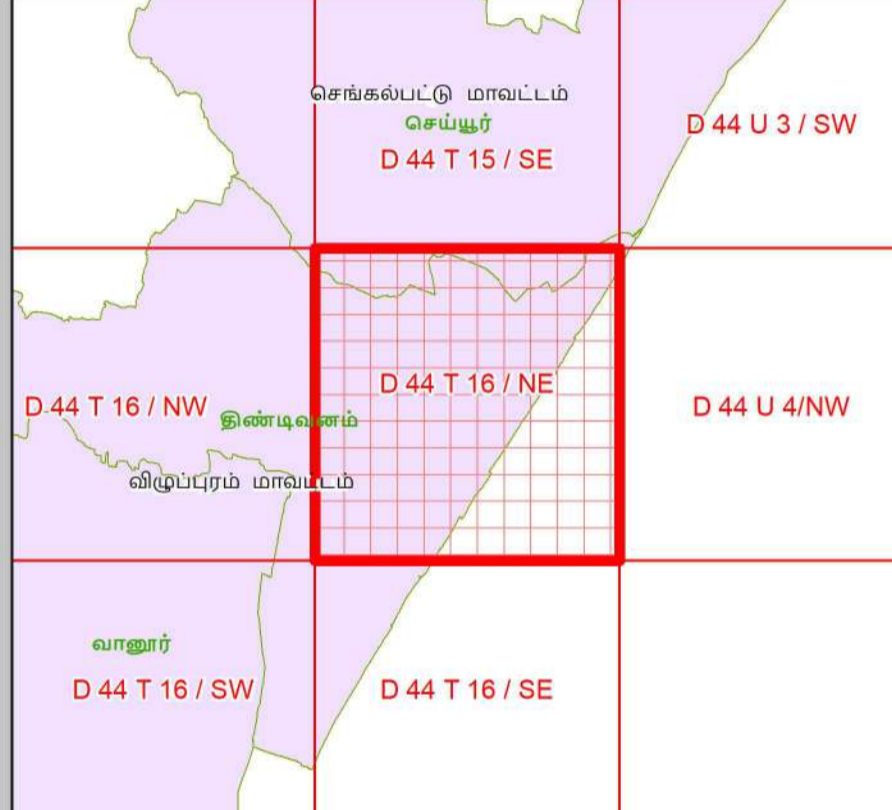 செங்கல்பட்டு மாவட்டம்
செய்யூர்
D 44 U 3 / SW
D 44 T 15 / SE
D 44 T 16 / NE
D 44 T 16 / NW
D 44 U 4/NW
திண்டிவனம்
விழுப்புரம் மாவட்டம்
வானூர்
D 44 T 16 / SW
D 44 T 16 / SE